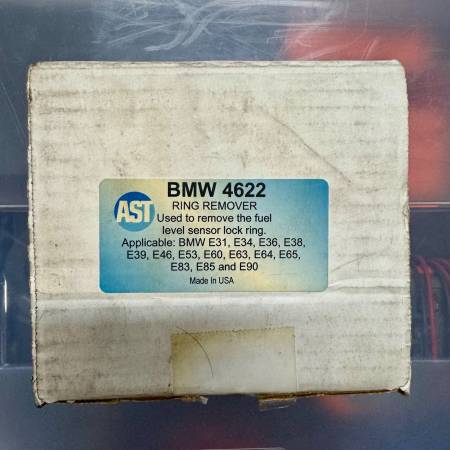 AST
BMW 4622
RING REMOVER
Used to remove the fuel
level sensor lock ring.
Applicable: BMW E31, E34, E36, E38,
E39, E46, E53, E60, E63, E64, E65,
E83, E85 and E90
Made In USA